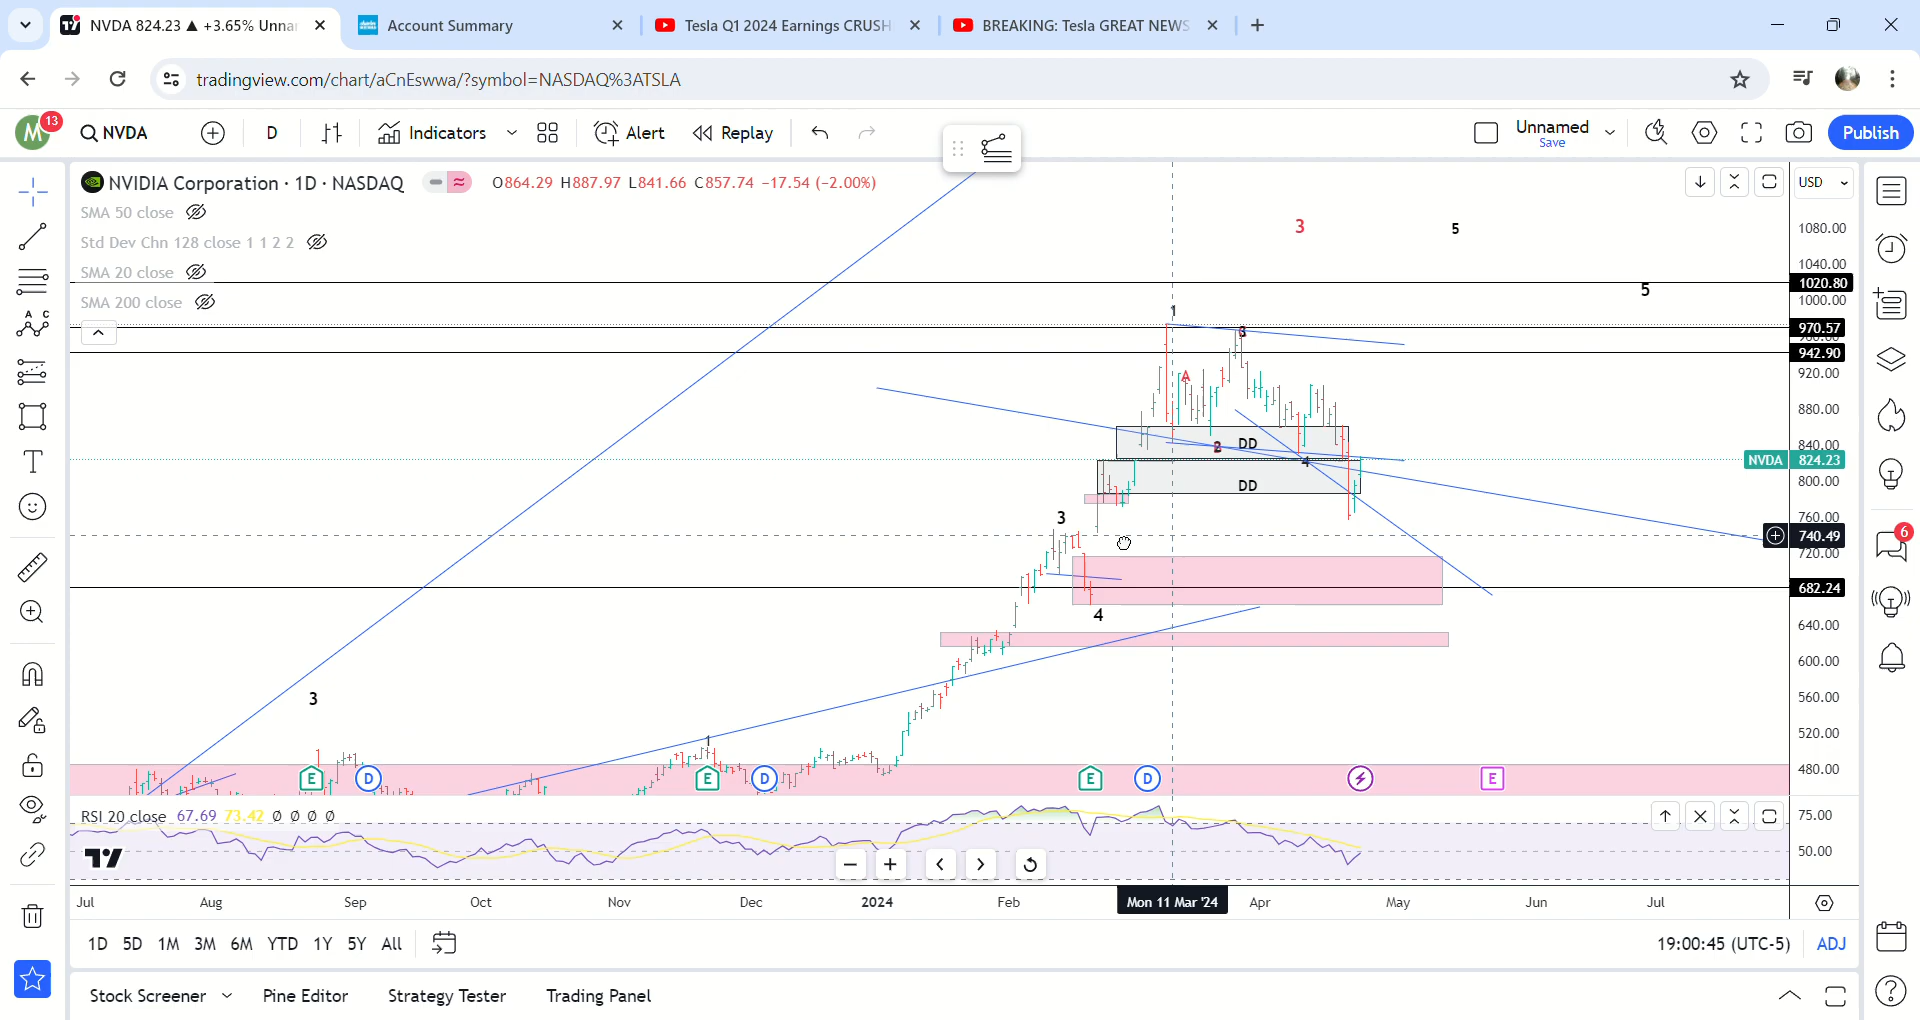 NVDA 824.23 ▲ +3.65% Unnar
Account Summary
Tesla Q1 2024 Earnings CRUSH
BREAKING: Tesla GREAT NEWS
tradingview.com/chart/aCnEswwa/?symbol=NASDAQ%3ATSLA
M 13
NVDA
D
Indicators
Alert
Replay
Unnamed
Save
Publish
NVIDIA Corporation · 1D · NASDAQ
O864.29 H887.97 L841.66 C857.74 −17.54 (−2.00%)
USD
SMA 50 close
Std Dev Chn 128 close 1 1 2 2
SMA 20 close
SMA 200 close
3
5
5
1
3
A
2
DD
4
DD
3
4
3
1
1080.00
1040.00
1020.80
1000.00
970.57
942.90
920.00
880.00
840.00
NVDA 824.23
800.00
760.00
740.49
720.00
682.24
640.00
600.00
560.00
520.00
480.00
6
A C
B
E
D
E
D
E
D
E
RSI 20 close 67.69 73.42 Ø Ø Ø Ø
75.00
50.00
Jul
Aug
Sep
Oct
Nov
Dec
2024
Feb
Mon 11 Mar '24
Apr
May
Jun
Jul
1D 5D 1M 3M 6M YTD 1Y 5Y All
19:00:45 (UTC-5)
ADJ
Stock Screener
Pine Editor
Strategy Tester
Trading Panel